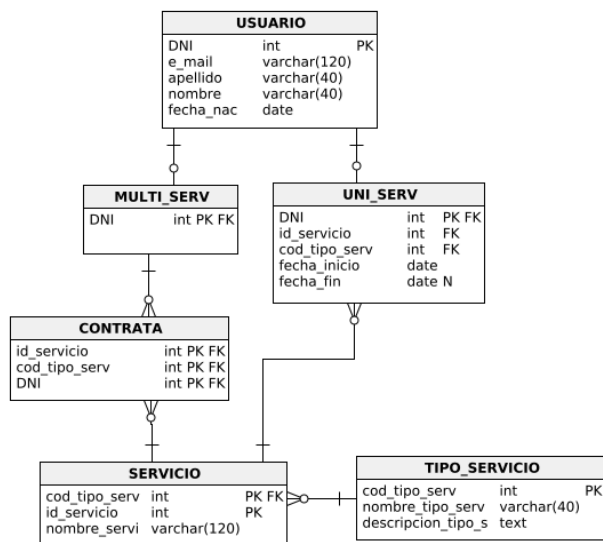 USUARIO
DNI int PK
e_mail varchar(120)
apellido varchar(40)
nombre varchar(40)
fecha_nac date
MULTI_SERV
DNI int PK FK
UNI_SERV
DNI int PK FK
id_servicio int FK
cod_tipo_serv int FK
fecha_inicio date
fecha_fin date N
CONTRATA
id_servicio int PK FK
cod_tipo_serv int PK FK
DNI int PK FK
SERVICIO
cod_tipo_serv int PK FK
id_servicio int PK
nombre_servi varchar(120)
TIPO_SERVICIO
cod_tipo_serv int PK
nombre_tipo_serv varchar(40)
descripcion_tipo_s text